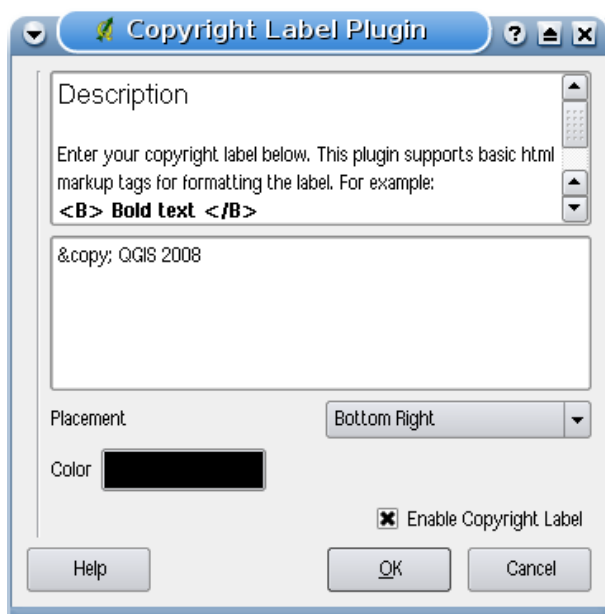 Copyright Label Plugin
Description
Enter your copyright label below. This plugin supports basic html
markup tags for formatting the label. For example:
<B> Bold text </B>
&copy; QGIS 2008
Placement
Bottom Right
Color
Enable Copyright Label
Help
OK
Cancel